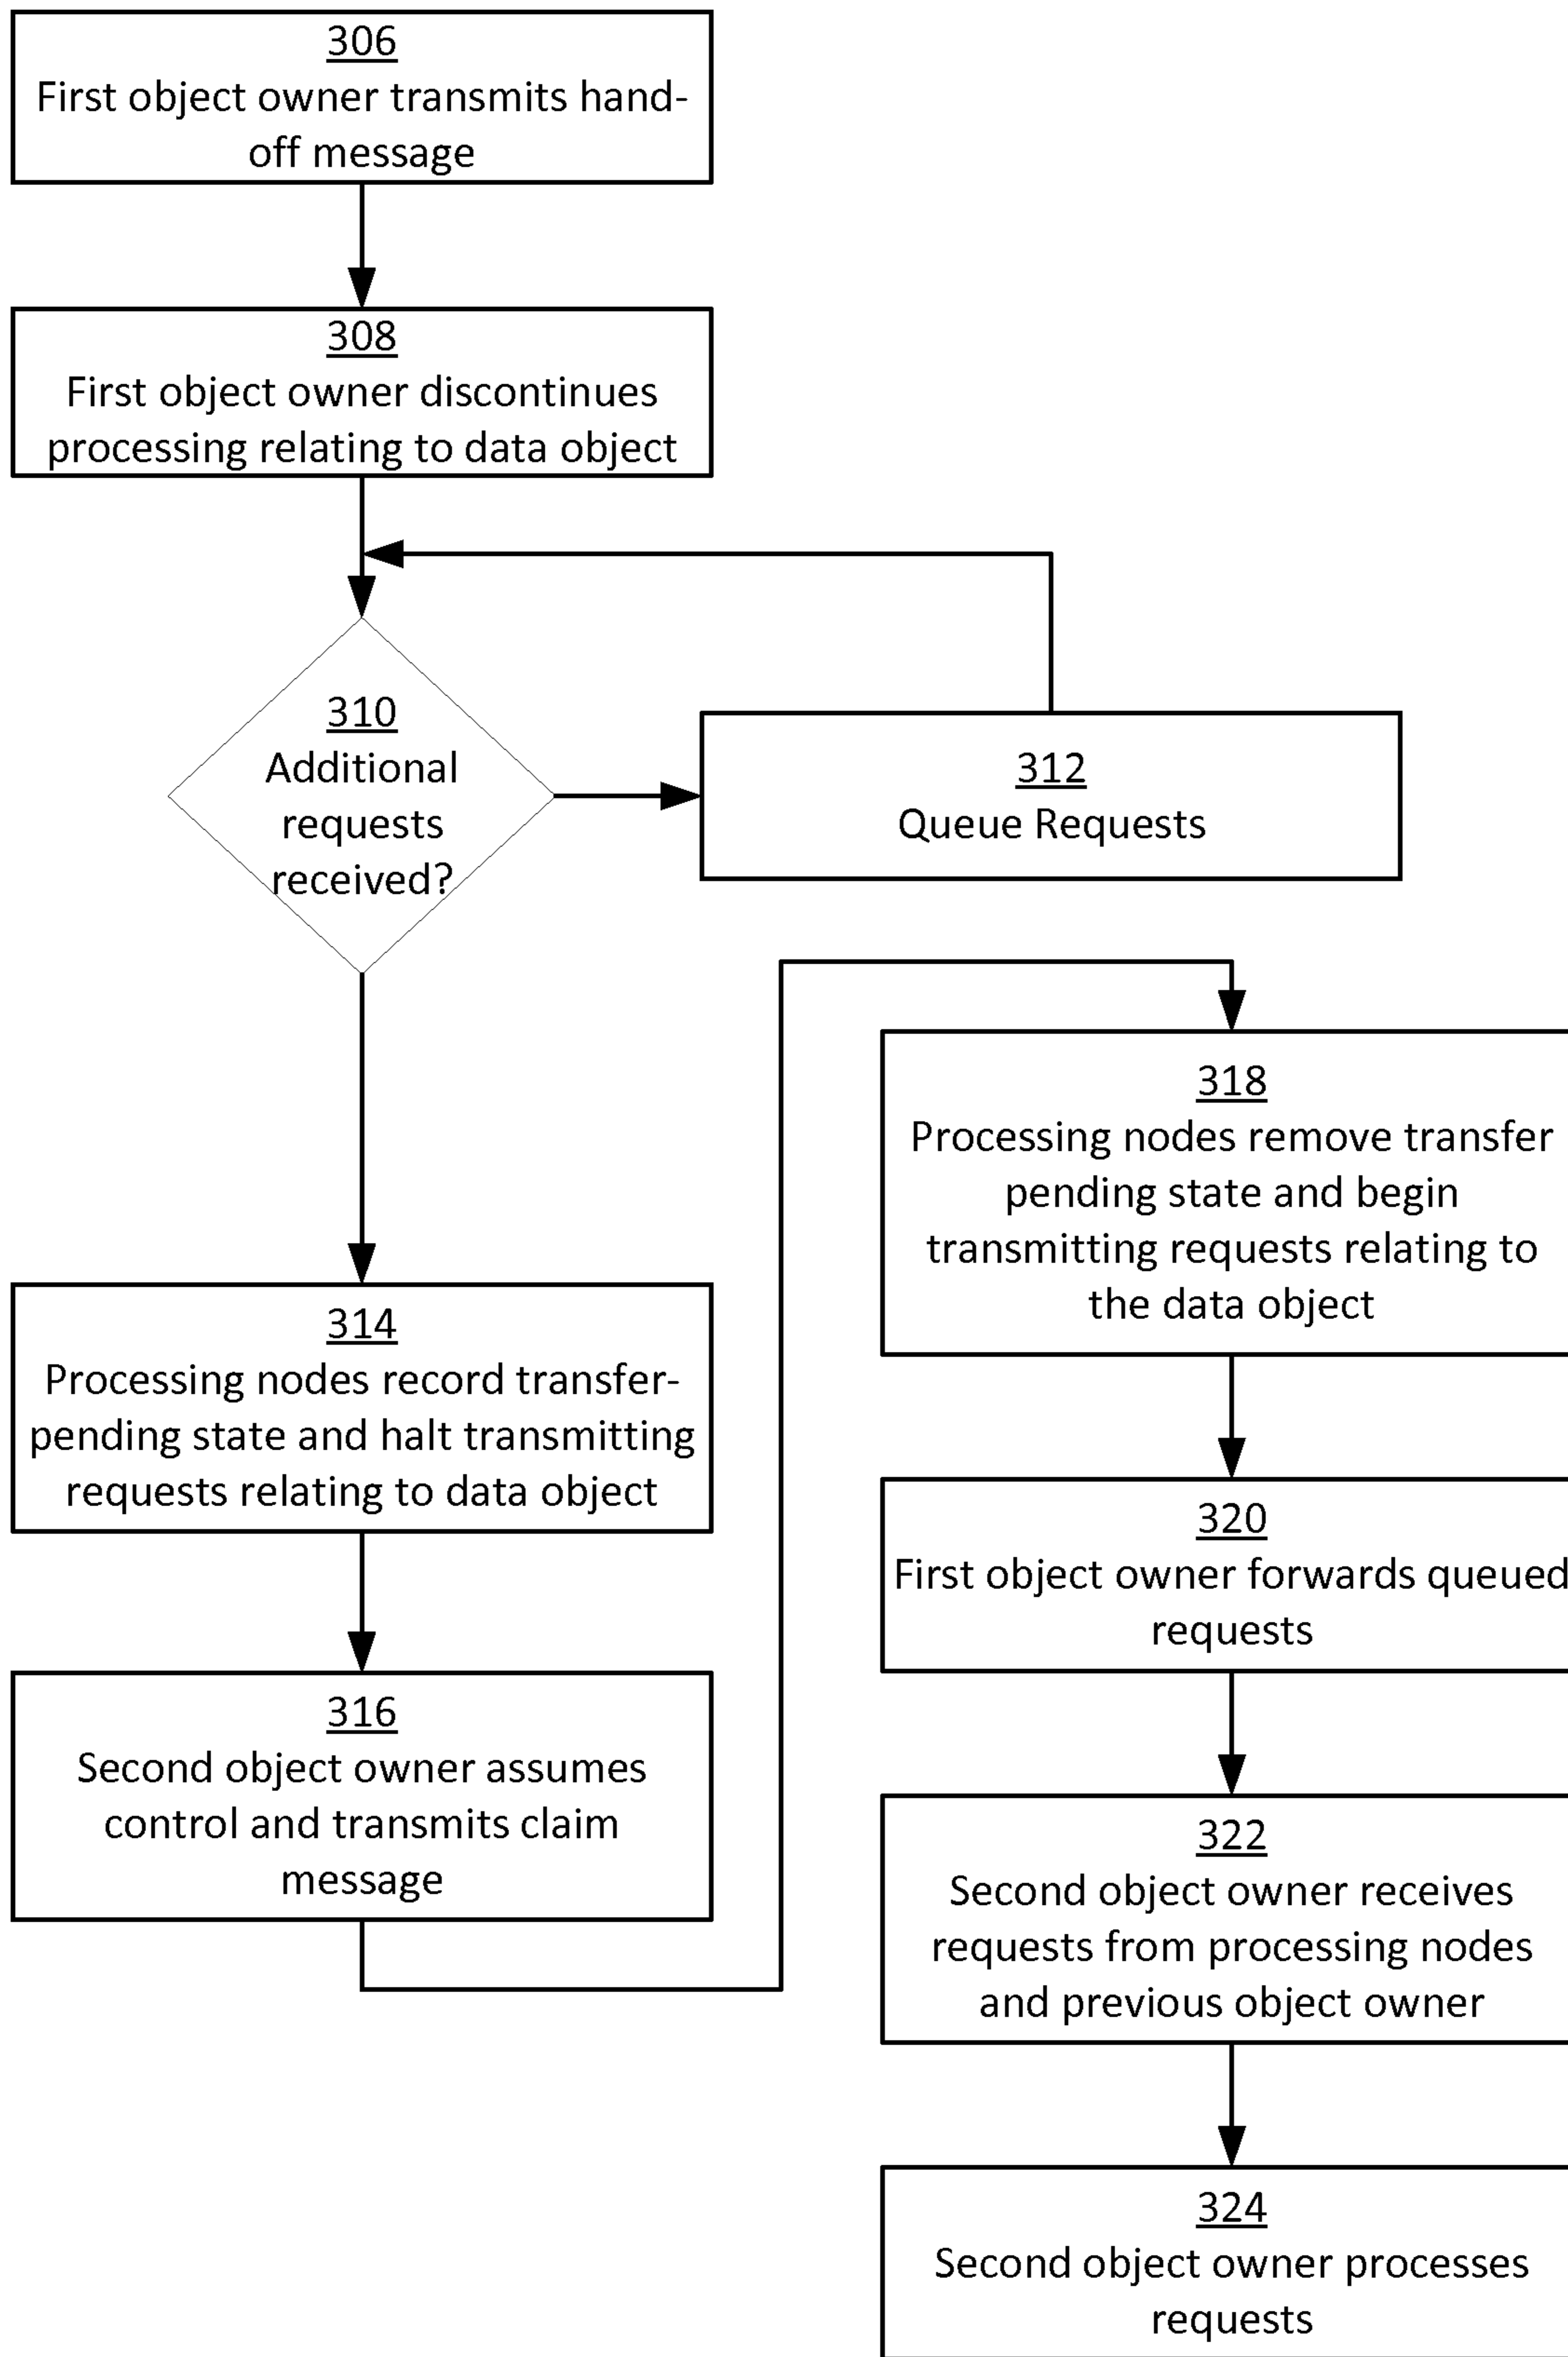 306
First object owner transmits hand-
off message
308
First object owner discontinues
processing relating to data object
310
Additional
requests
received?
312
Queue Requests
314
Processing nodes record transfer-
pending state and halt transmitting
requests relating to data object
316
Second object owner assumes
control and transmits claim
message
318
Processing nodes remove transfer
pending state and begin
transmitting requests relating to
the data object
320
First object owner forwards queued
requests
322
Second object owner receives
requests from processing nodes
and previous object owner
324
Second object owner processes
requests